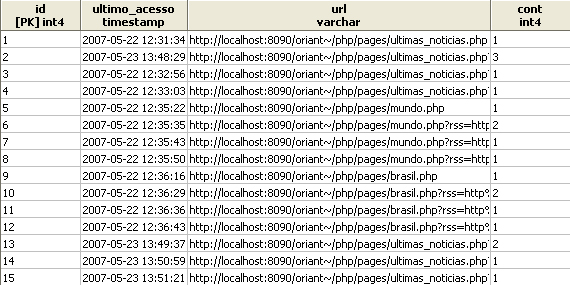 id ultimo_acesso url cont
[PK] int4 timestamp varchar int4
1 2007-05-22 12:31:34 http://localhost:8090/oriant~/php/pages/ultimas_noticias.php 1
2 2007-05-23 13:48:29 http://localhost:8090/oriant~/php/pages/ultimas_noticias.php? 3
3 2007-05-22 12:32:56 http://localhost:8090/oriant~/php/pages/ultimas_noticias.php? 1
4 2007-05-22 12:33:03 http://localhost:8090/oriant~/php/pages/ultimas_noticias.php? 1
5 2007-05-22 12:35:22 http://localhost:8090/oriant~/php/pages/mundo.php 1
6 2007-05-22 12:35:35 http://localhost:8090/oriant~/php/pages/mundo.php?rss=http 2
7 2007-05-22 12:35:43 http://localhost:8090/oriant~/php/pages/mundo.php?rss=http 1
8 2007-05-22 12:35:50 http://localhost:8090/oriant~/php/pages/mundo.php?rss=http 1
9 2007-05-22 12:36:16 http://localhost:8090/oriant~/php/pages/brasil.php 1
10 2007-05-22 12:36:29 http://localhost:8090/oriant~/php/pages/brasil.php?rss=http% 2
11 2007-05-22 12:36:36 http://localhost:8090/oriant~/php/pages/brasil.php?rss=http% 1
12 2007-05-22 12:36:43 http://localhost:8090/oriant~/php/pages/brasil.php?rss=http% 1
13 2007-05-23 13:49:37 http://localhost:8090/oriant~/php/pages/ultimas_noticias.php? 2
14 2007-05-23 13:50:59 http://localhost:8090/oriant~/php/pages/ultimas_noticias.php? 1
15 2007-05-23 13:51:21 http://localhost:8090/oriant~/php/pages/ultimas_noticias.php? 1